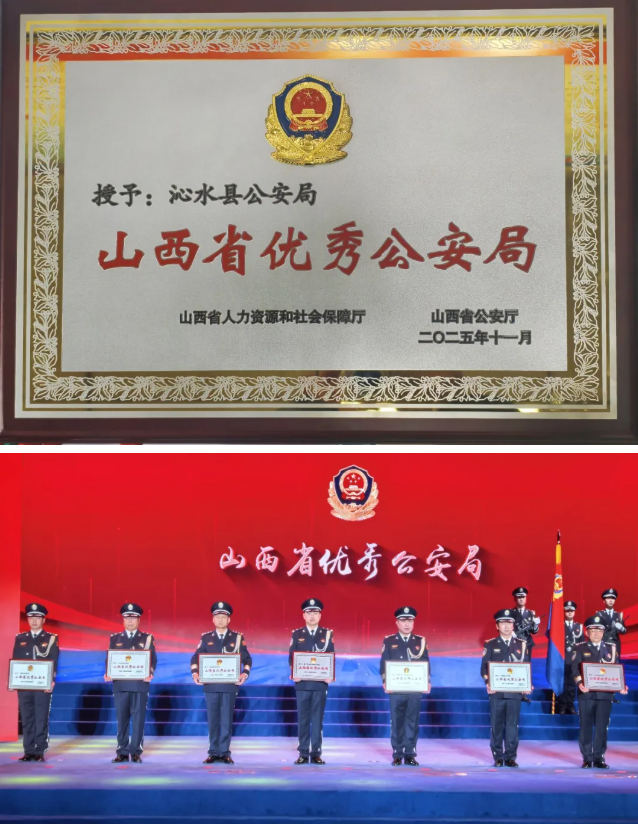 授予：沁水县公安局
山西省优秀公安局
山西省人力资源和社会保障厅
山西省公安厅
二〇二五年十一月
山西省优秀公安局